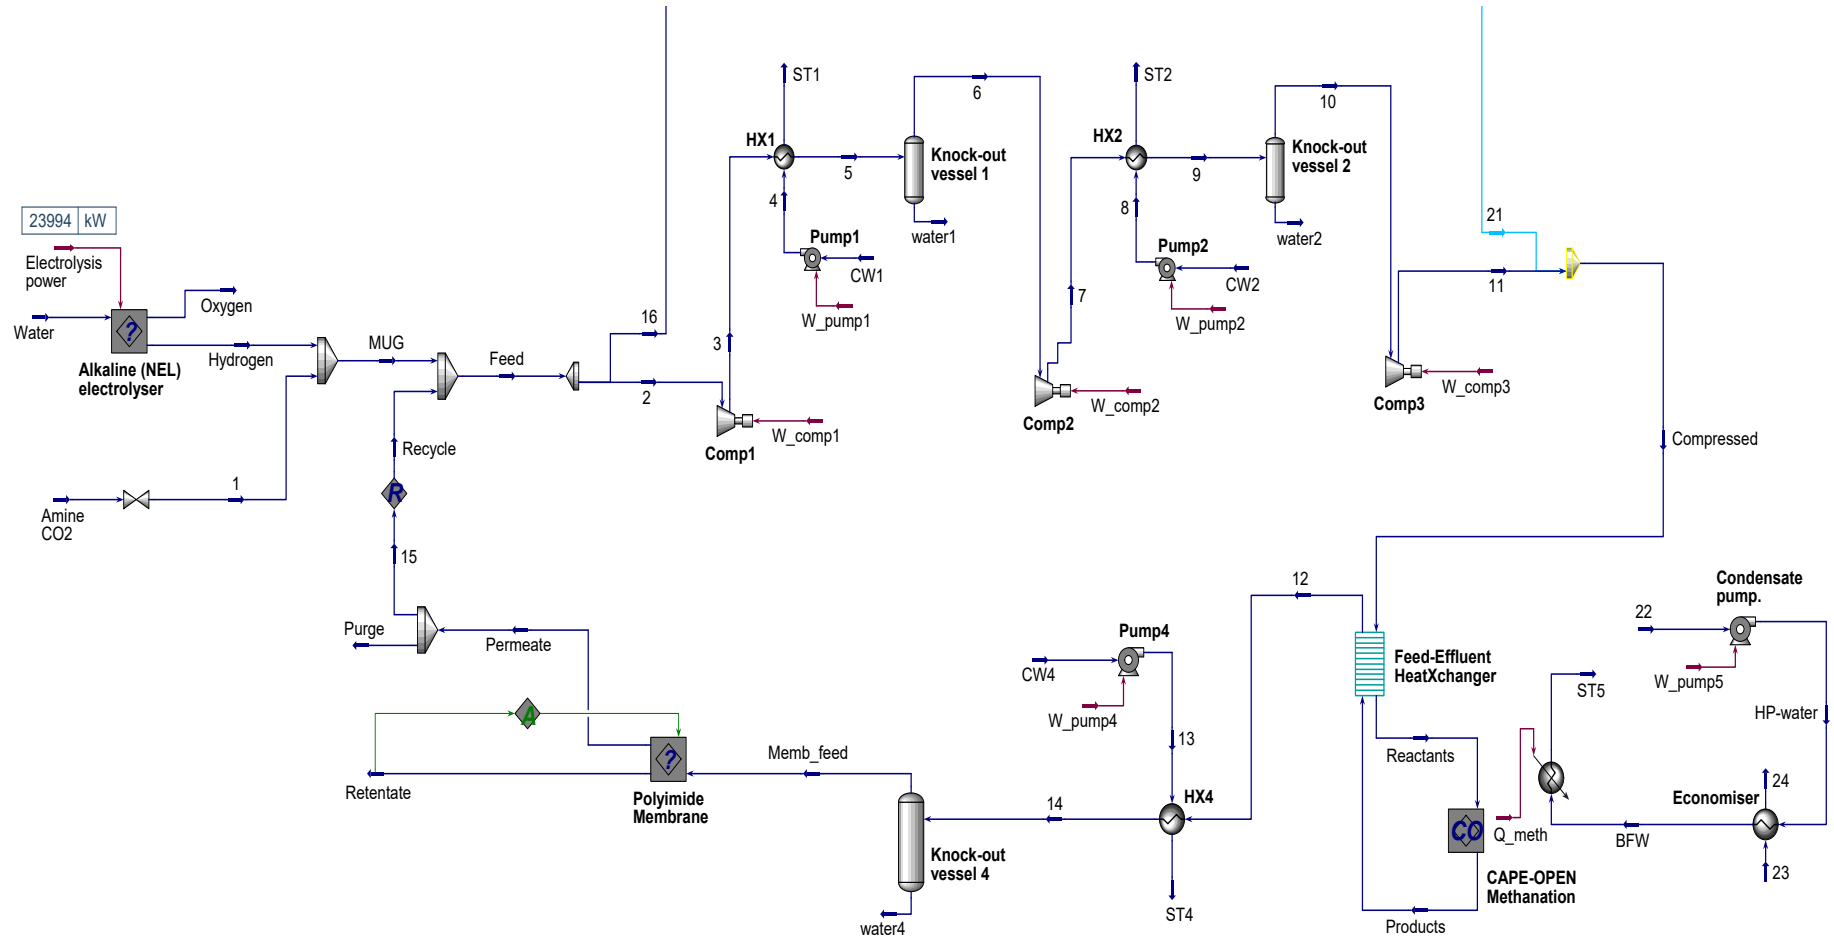 ST1
6
ST2
10
HX1
Knock-out
vessel 1
5
HX2
Knock-out
vessel 2
9
4
8
23994 kW
water1
water2
21
Pump1
Pump2
Electrolysis
power
CW1
CW2
Oxygen
7
11
Water
?
16
W_pump1
W_pump2
Hydrogen
MUG
Feed
3
Alkaline (NEL)
electrolyser
2
W_comp3
W_comp2
Comp3
W_comp1
Comp2
Comp1
Recycle
Compressed
1
R
Amine
CO2
15
12
Condensate
pump.
22
Purge
Permeate
Pump4
Feed-Effluent
HeatXchanger
CW4
ST5
W_pump5
A
W_pump4
HP-water
13
?
Memb_feed
Reactants
Retentate
24
Polyimide
Membrane
14
HX4
Economiser
CO
Q_meth
BFW
Knock-out
vessel 4
23
CAPE-OPEN
Methanation
ST4
water4
Products